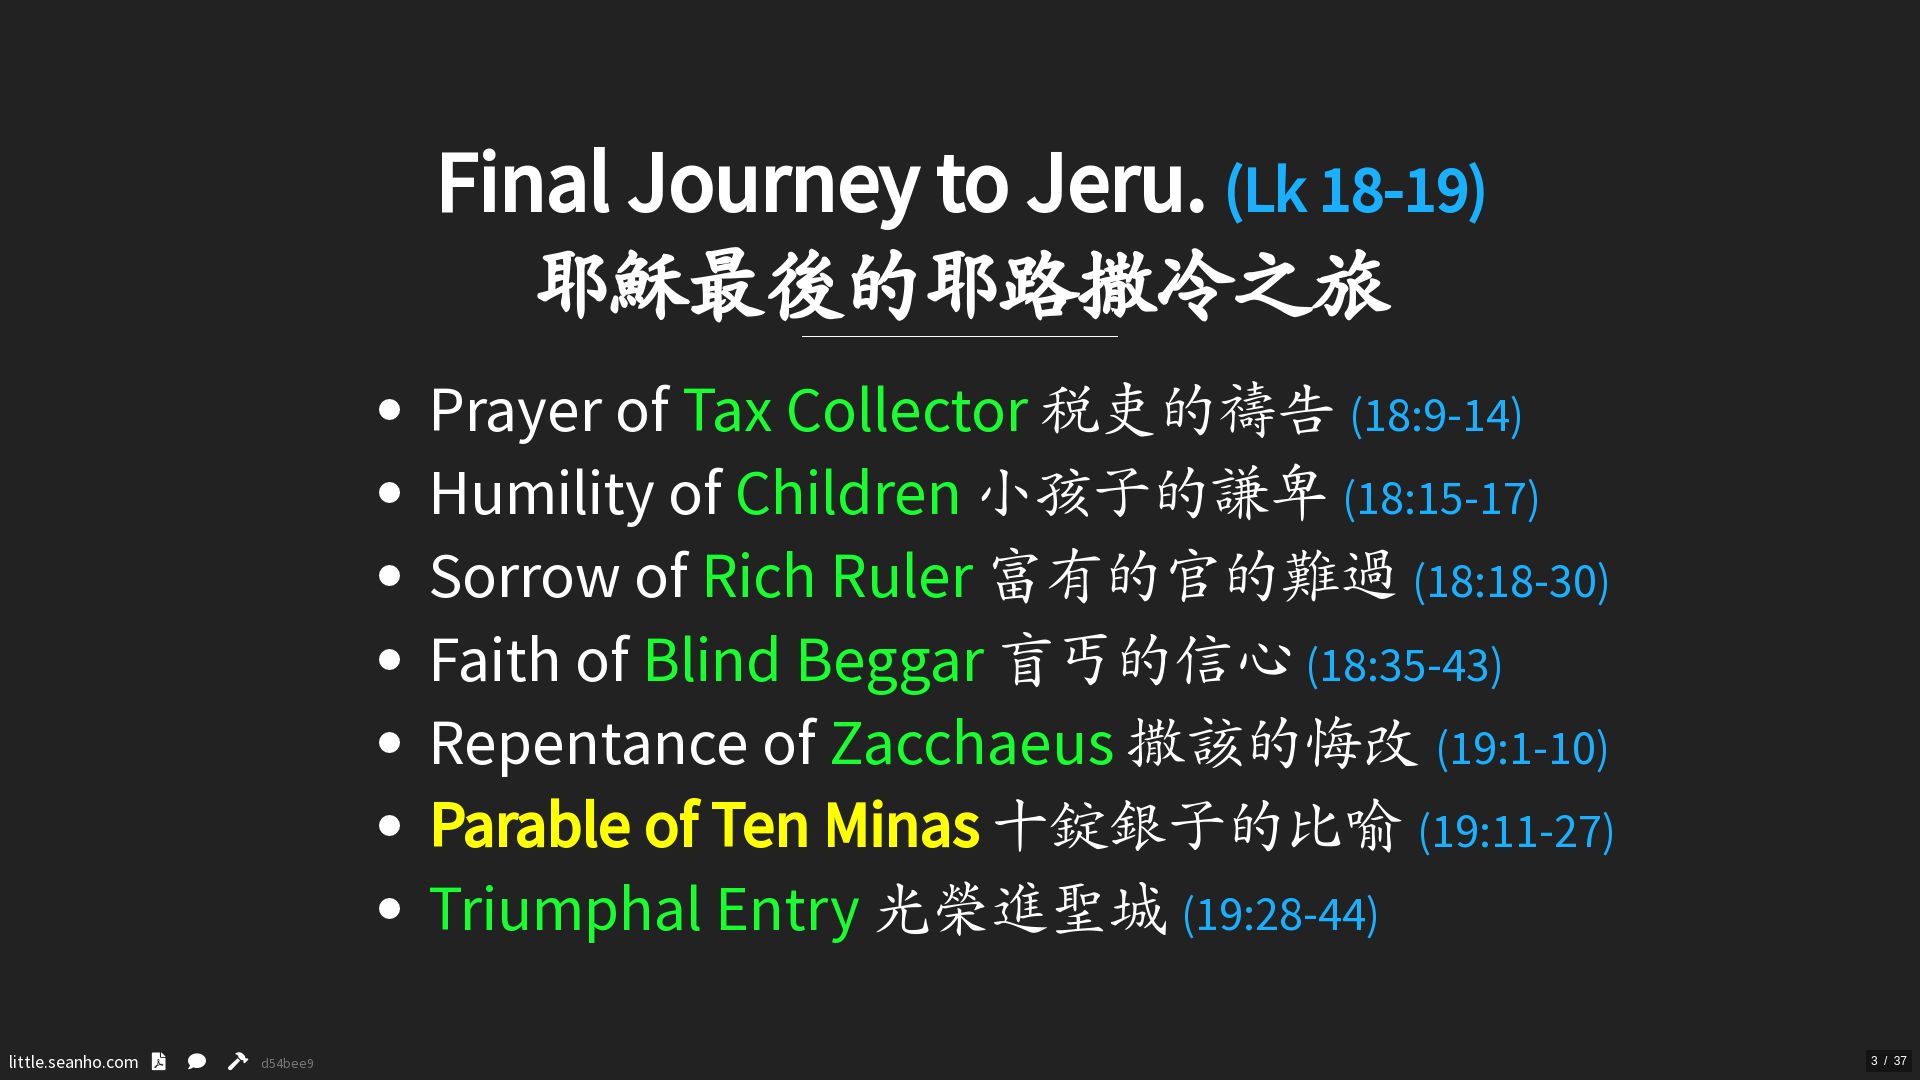 Final Journey to Jeru. (Lk 18-19)
耶穌最後的耶路撒冷之旅
Prayer of Tax Collector 税吏的禱告 (18:9-14)
Humility of Children 小孩子的謙卑 (18:15-17)
Sorrow of Rich Ruler 富有的官的難過 (18:18-30)
Faith of Blind Beggar 盲丐的信心 (18:35-43)
Repentance of Zacchaeus 撒該的悔改 (19:1-10)
Parable of Ten Minas 十錠銀子的比喻 (19:11-27)
Triumphal Entry 光榮進聖城 (19:28-44)
little.seanho.com d54bee9
3 / 37